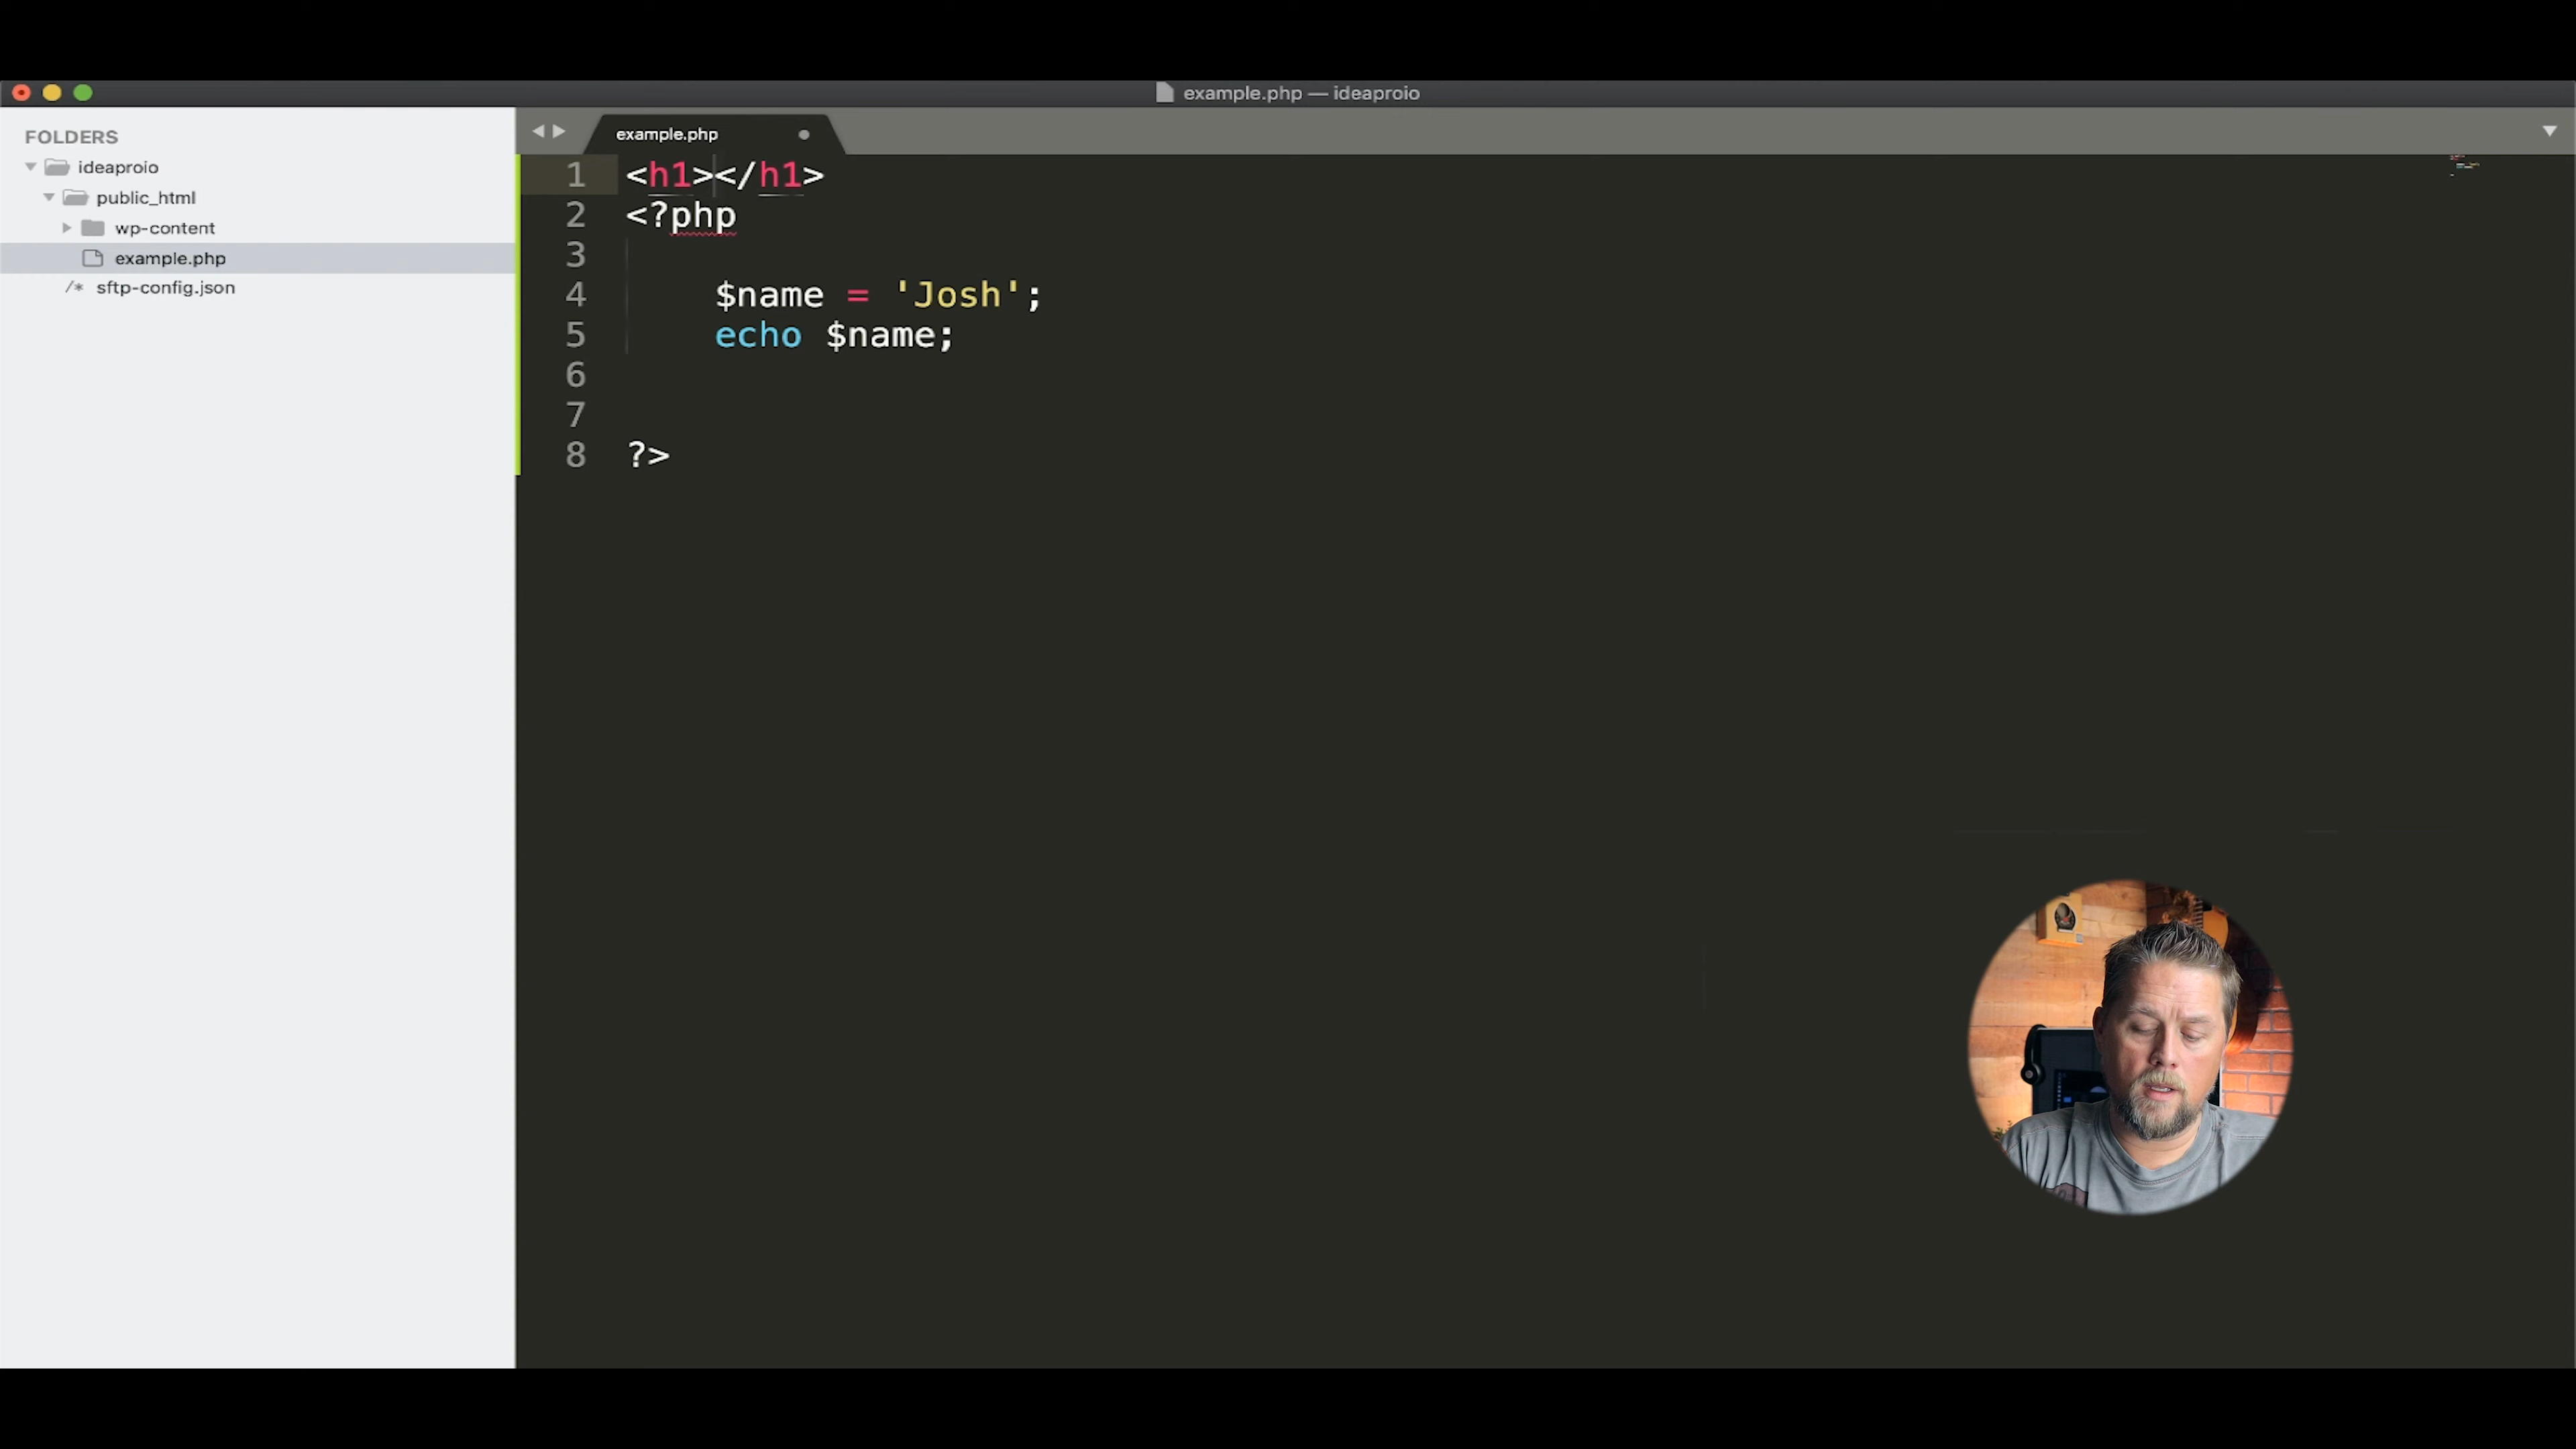 example.php — ideaproio
FOLDERS
ideaproio
public_html
wp-content
example.php
/* sftp-config.json
example.php
1 <h1></h1>
2 <?php
3
4 $name = 'Josh';
5 echo $name;
6
7
8 ?>